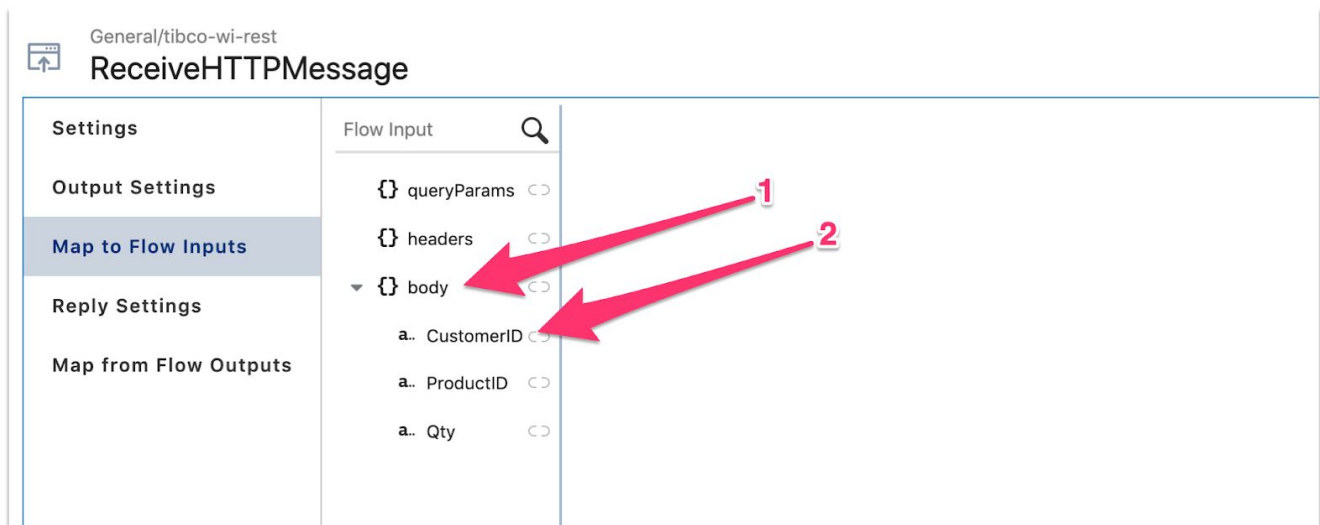 General/tibco-wi-rest
ReceiveHTTPMessage
Settings
Output Settings
Map to Flow Inputs
Reply Settings
Map from Flow Outputs
Flow Input
{} queryParams
{} headers
{} body
a.. CustomerID
a.. ProductID
a.. Qty
1
2